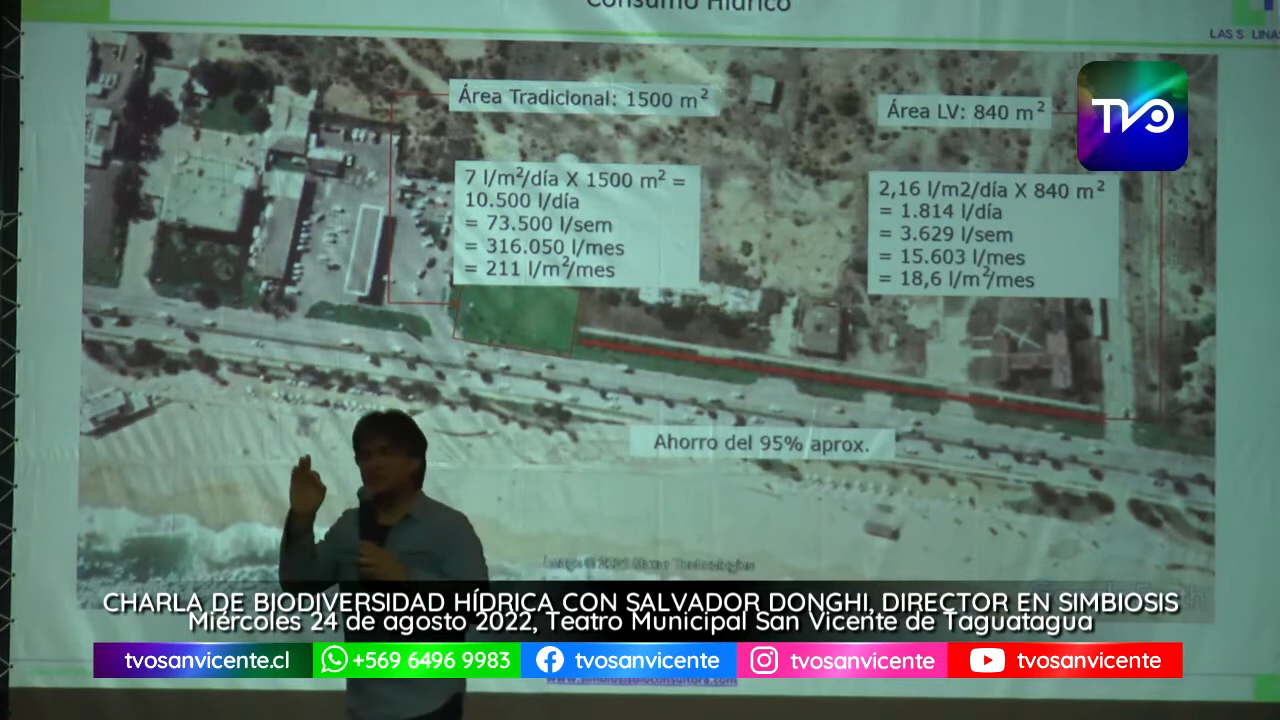 Consumo Hídrico
LAS S LINAS
Área Tradicional: 1500 m²
Área LV: 840 m²
TVO
7 l/m²/día X 1500 m² =
10.500 l/día
= 73.500 l/sem
= 316.050 l/mes
= 211 l/m²/mes
2,16 l/m2/día X 840 m²
= 1.814 l/día
= 3.629 l/sem
= 15.603 l/mes
= 18,6 l/m²/mes
Ahorro del 95% aprox.
CHARLA DE BIODIVERSIDAD HÍDRICA CON SALVADOR DONGHI, DIRECTOR EN SIMBIOSIS
Miércoles 24 de agosto 2022, Teatro Municipal San Vicente de Taguatagua
tvosanvicente.cl
+569 6496 9983
tvosanvicente
tvosanvicente
tvosanvicente